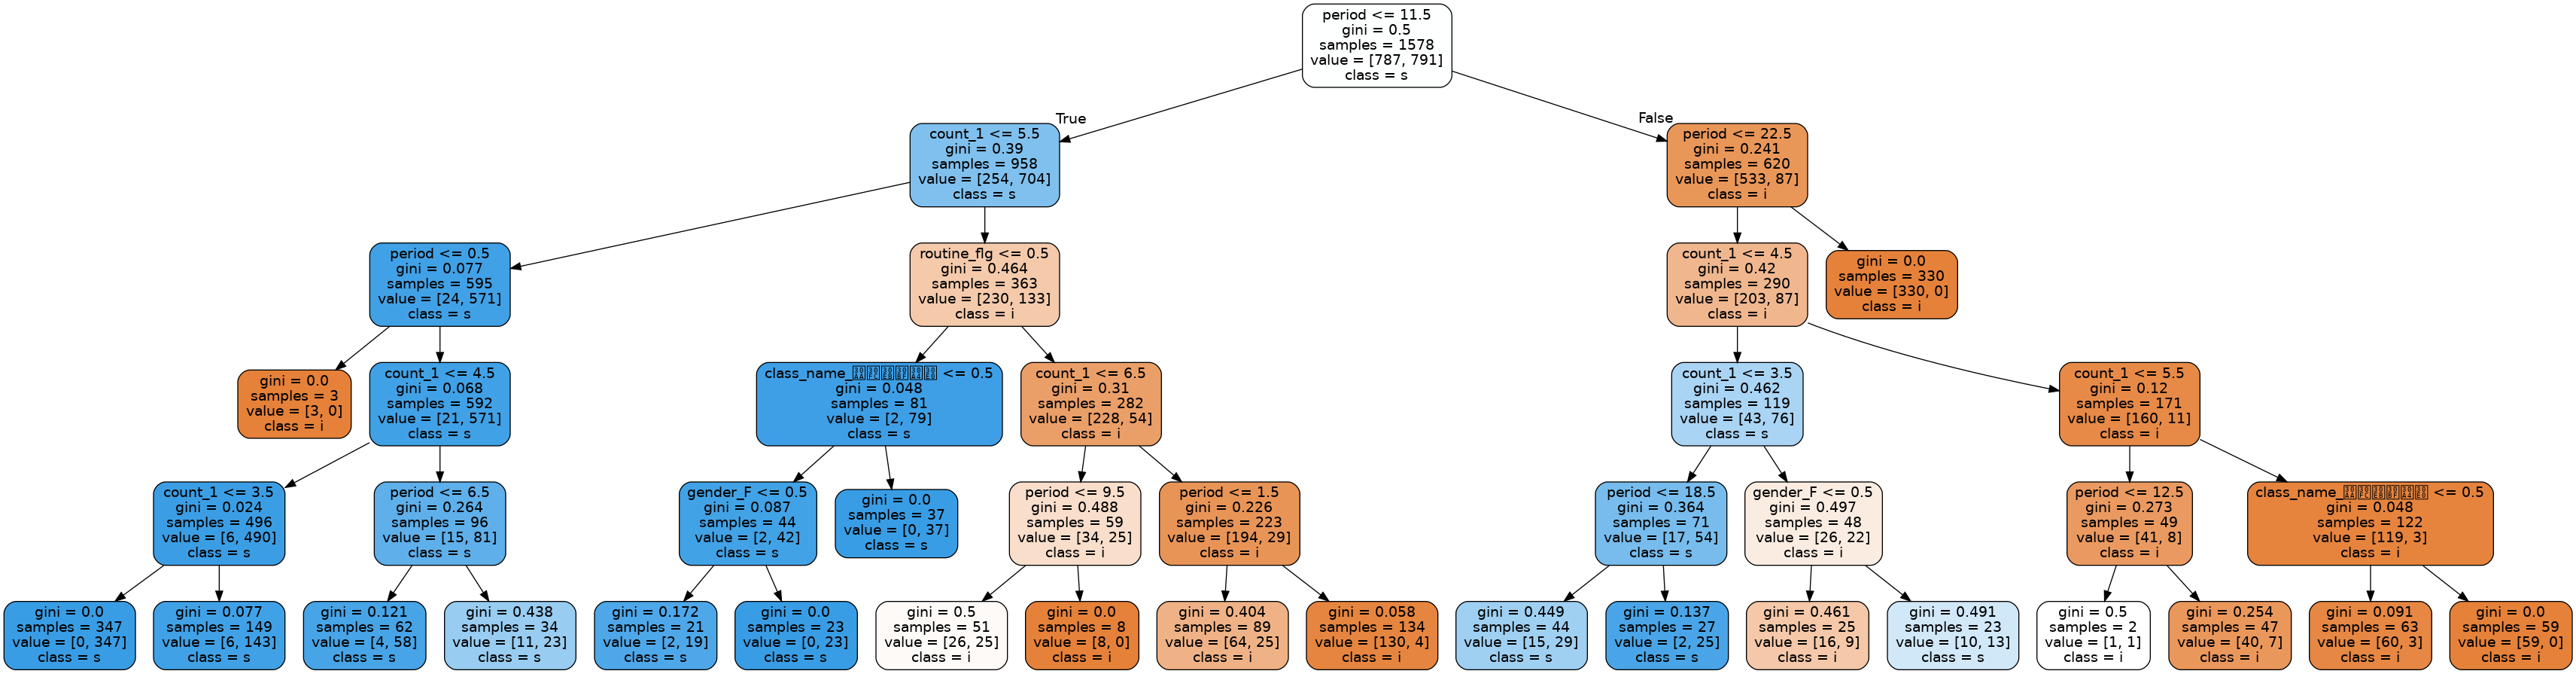 period <= 11.5
gini = 0.5
samples = 1578
value = [787, 791]
class = s
True
False
count_1 <= 5.5
gini = 0.39
samples = 958
value = [254, 704]
class = s
period <= 22.5
gini = 0.241
samples = 620
value = [533, 87]
class = i
period <= 0.5
gini = 0.077
samples = 595
value = [24, 571]
class = s
routine_flg <= 0.5
gini = 0.464
samples = 363
value = [230, 133]
class = i
count_1 <= 4.5
gini = 0.42
samples = 290
value = [203, 87]
class = i
gini = 0.0
samples = 330
value = [330, 0]
class = i
gini = 0.0
samples = 3
value = [3, 0]
class = i
count_1 <= 4.5
gini = 0.068
samples = 592
value = [21, 571]
class = s
class_name_ <= 0.5
gini = 0.048
samples = 81
value = [2, 79]
class = s
count_1 <= 6.5
gini = 0.31
samples = 282
value = [228, 54]
class = i
count_1 <= 3.5
gini = 0.462
samples = 119
value = [43, 76]
class = s
count_1 <= 5.5
gini = 0.12
samples = 171
value = [160, 11]
class = i
count_1 <= 3.5
gini = 0.024
samples = 496
value = [6, 490]
class = s
period <= 6.5
gini = 0.264
samples = 96
value = [15, 81]
class = s
gender_F <= 0.5
gini = 0.087
samples = 44
value = [2, 42]
class = s
gini = 0.0
samples = 37
value = [0, 37]
class = s
period <= 9.5
gini = 0.488
samples = 59
value = [34, 25]
class = i
period <= 1.5
gini = 0.226
samples = 223
value = [194, 29]
class = i
period <= 18.5
gini = 0.364
samples = 71
value = [17, 54]
class = s
gender_F <= 0.5
gini = 0.497
samples = 48
value = [26, 22]
class = i
period <= 12.5
gini = 0.273
samples = 49
value = [41, 8]
class = i
class_name_ <= 0.5
gini = 0.048
samples = 122
value = [119, 3]
class = i
gini = 0.0
samples = 347
value = [0, 347]
class = s
gini = 0.077
samples = 149
value = [6, 143]
class = s
gini = 0.121
samples = 62
value = [4, 58]
class = s
gini = 0.438
samples = 34
value = [11, 23]
class = s
gini = 0.172
samples = 21
value = [2, 19]
class = s
gini = 0.0
samples = 23
value = [0, 23]
class = s
gini = 0.5
samples = 51
value = [26, 25]
class = i
gini = 0.0
samples = 8
value = [8, 0]
class = i
gini = 0.404
samples = 89
value = [64, 25]
class = i
gini = 0.058
samples = 134
value = [130, 4]
class = i
gini = 0.449
samples = 44
value = [15, 29]
class = s
gini = 0.137
samples = 27
value = [2, 25]
class = s
gini = 0.461
samples = 25
value = [16, 9]
class = i
gini = 0.491
samples = 23
value = [10, 13]
class = s
gini = 0.5
samples = 2
value = [1, 1]
class = i
gini = 0.254
samples = 47
value = [40, 7]
class = i
gini = 0.091
samples = 63
value = [60, 3]
class = i
gini = 0.0
samples = 59
value = [59, 0]
class = i